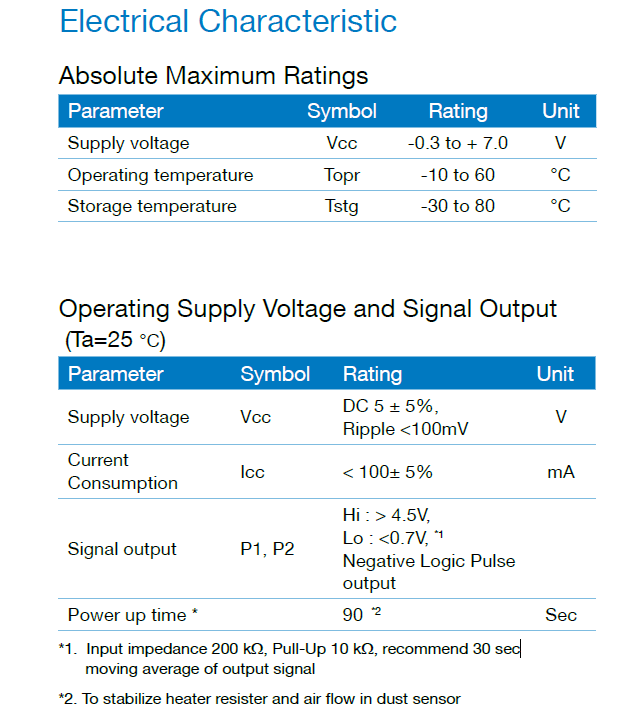 Electrical Characteristic
Absolute Maximum Ratings
Parameter Symbol Rating Unit
Supply voltage Vcc -0.3 to + 7.0 V
Operating temperature Topr -10 to 60 °C
Storage temperature Tstg -30 to 80 °C
Operating Supply Voltage and Signal Output
(Ta=25 °C)
Parameter Symbol Rating Unit
Supply voltage Vcc DC 5 ± 5%, V
Ripple <100mV
Current
Consumption Icc < 100± 5% mA
Signal output P1, P2 Hi : > 4.5V,
Lo : <0.7V, *1
Negative Logic Pulse
output
Power up time * 90 *2 Sec
*1. Input impedance 200 kΩ, Pull-Up 10 kΩ, recommend 30 sec
moving average of output signal
*2. To stabilize heater resister and air flow in dust sensor